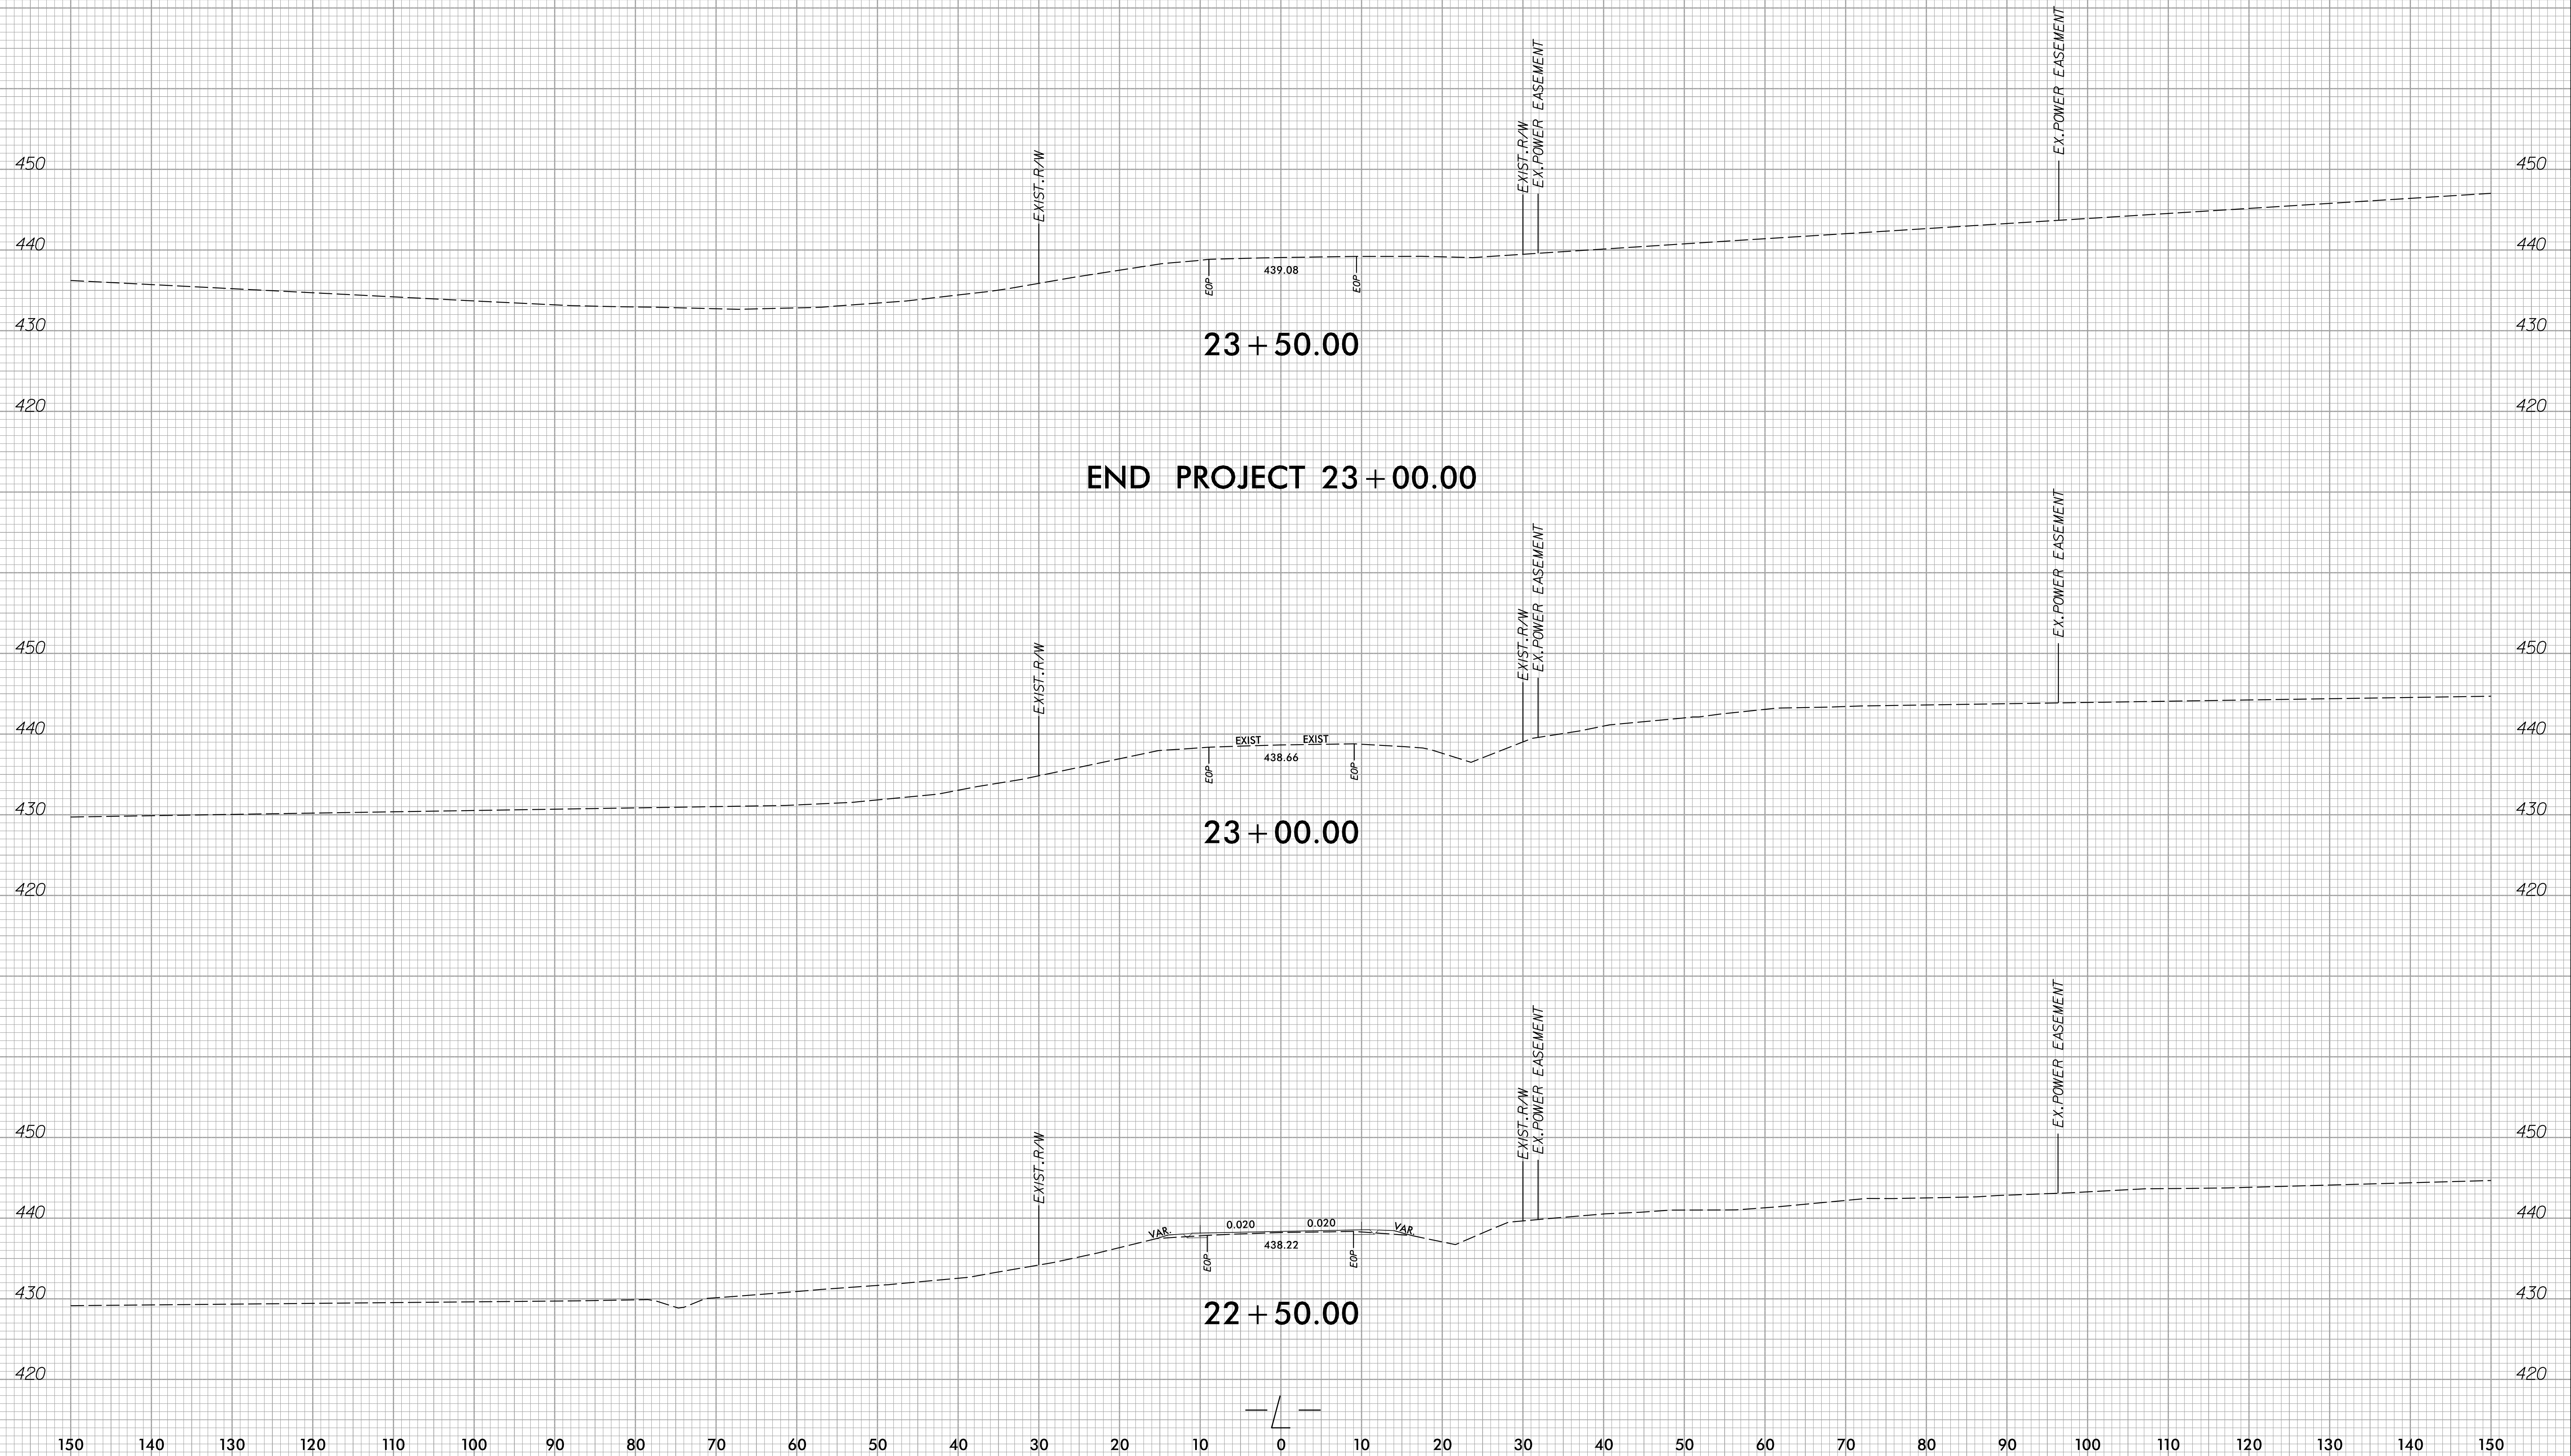 EX. POWER EASEMENT
EX. POWER EASEMENT
EXIST. R/W
EXIST. R/W
450 450
440 440
439.08
EOP EOP
430 430
23+50.00
420 420
END PROJECT 23+00.00
EX. POWER EASEMENT
EX. POWER EASEMENT
EXIST. R/W
EXIST. R/W
450 450
440 440
EXIST EXIST
438.66
EOP EOP
430 430
23+00.00
420 420
EX. POWER EASEMENT
EX. POWER EASEMENT
EXIST. R/W
EXIST. R/W
450 450
440 440
VAR. 0.020 0.020 VAR.
438.22
EOP EOP
430 430
22+50.00
420 420
-L-
150 140 130 120 110 100 90 80 70 60 50 40 30 20 10 0 10 20 30 40 50 60 70 80 90 100 110 120 130 140 150